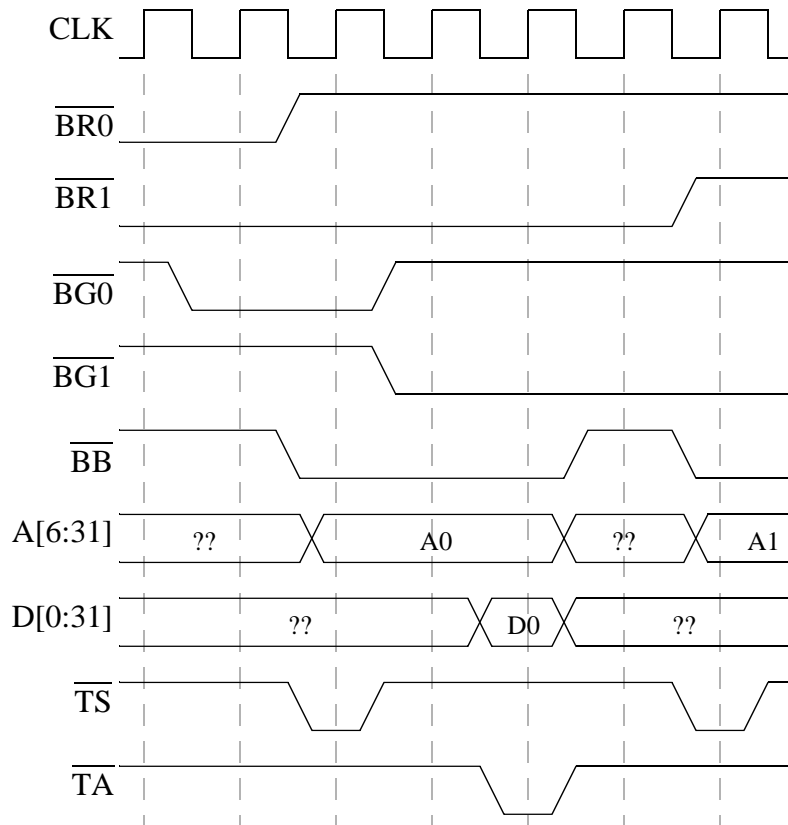 CLK
BR0
BR1
BG0
BG1
BB
A[6:31] ?? A0 ?? A1
D[0:31] ?? D0 ??
TS
TA